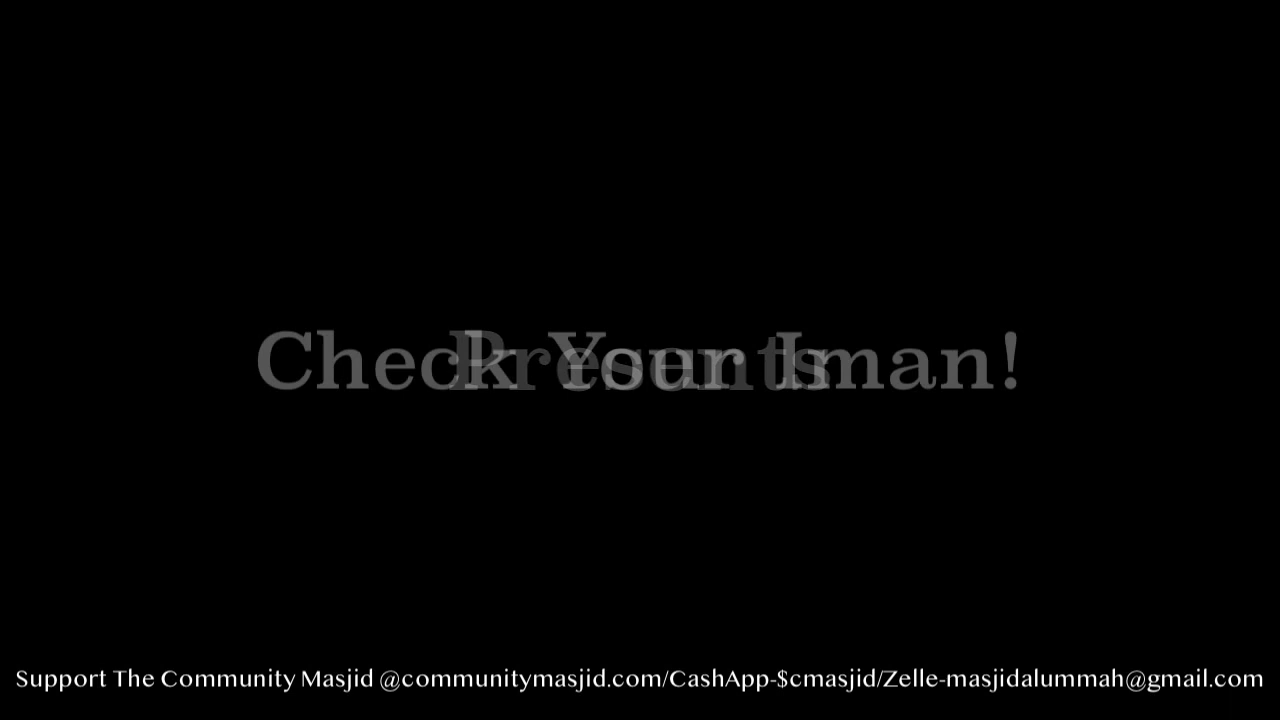 Presents
Check Your Iman!
Support The Community Masjid @communitymasjid.com/CashApp-$cmasjid/Zelle-masjidalummah@gmail.com